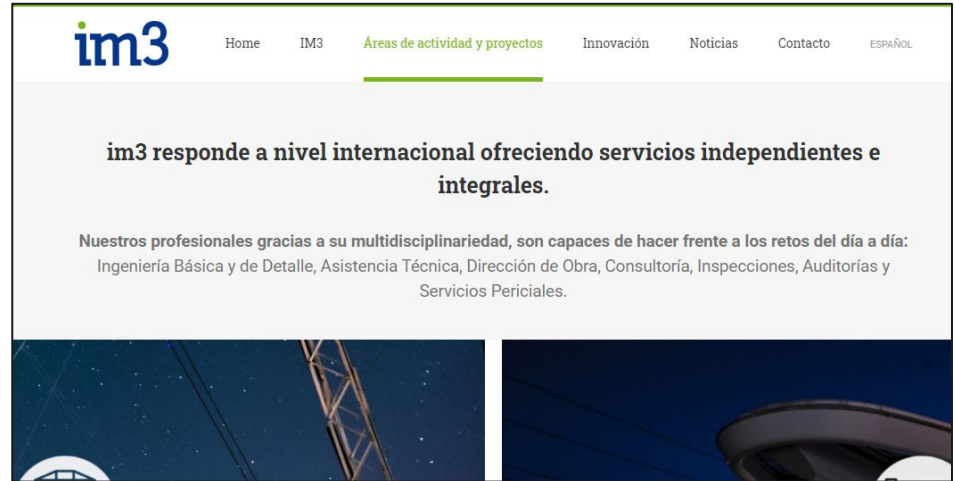 im3
Home IM3 Áreas de actividad y proyectos Innovación Noticias Contacto ESPAÑOL
im3 responde a nivel internacional ofreciendo servicios independientes e
integrales.
Nuestros profesionales gracias a su multidisciplinariedad, son capaces de hacer frente a los retos del día a día:
Ingeniería Básica y de Detalle, Asistencia Técnica, Dirección de Obra, Consultoría, Inspecciones, Auditorías y
Servicios Periciales.